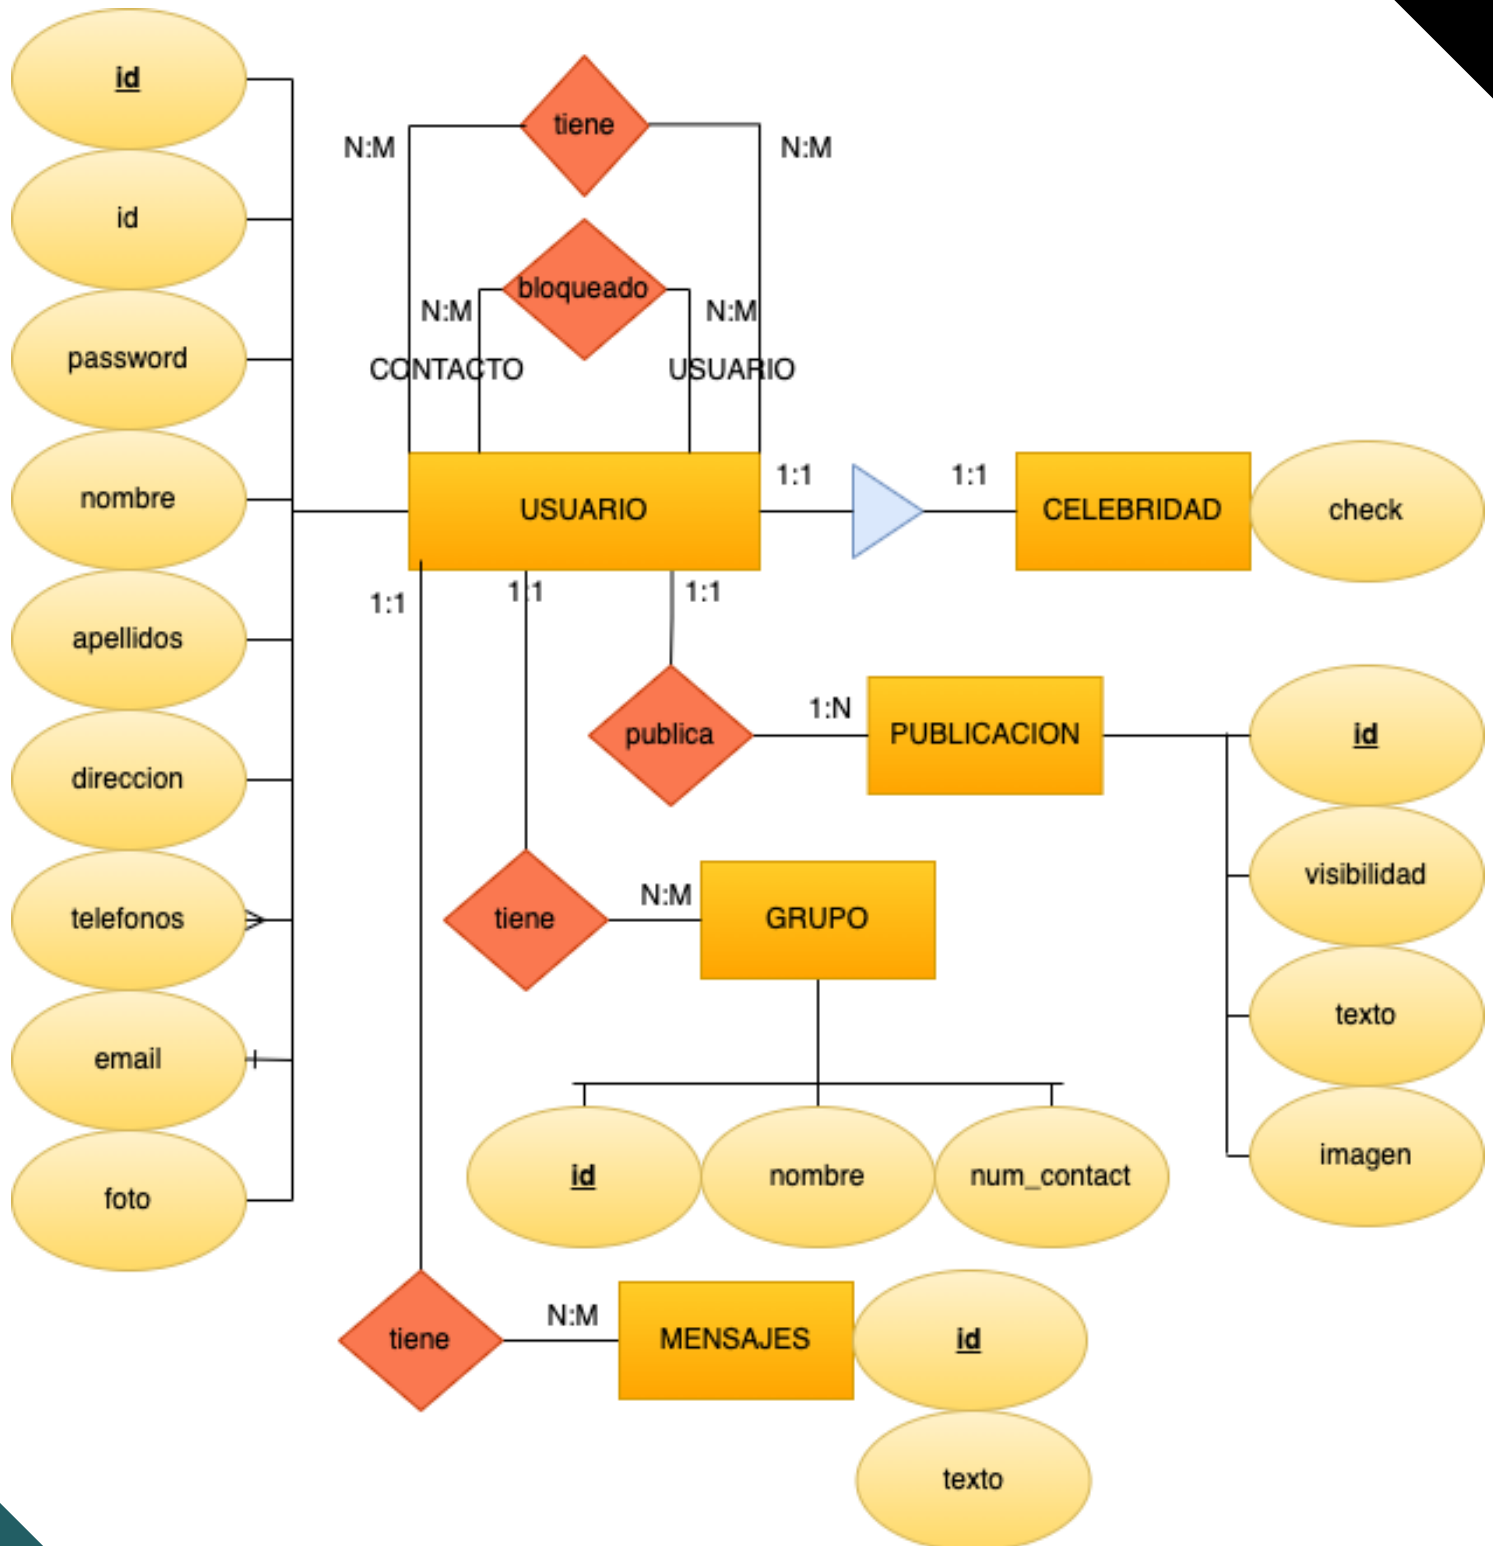 id
id
password
nombre
apellidos
direccion
telefonos
email
foto
tiene
N:M
N:M
bloqueado
N:M
N:M
CONTACTO
USUARIO
USUARIO
1:1
1:1
CELEBRIDAD
check
1:1
1:1
1:1
publica
1:N
PUBLICACION
id
visibilidad
texto
imagen
tiene
N:M
GRUPO
id
nombre
num_contact
tiene
N:M
MENSAJES
id
texto